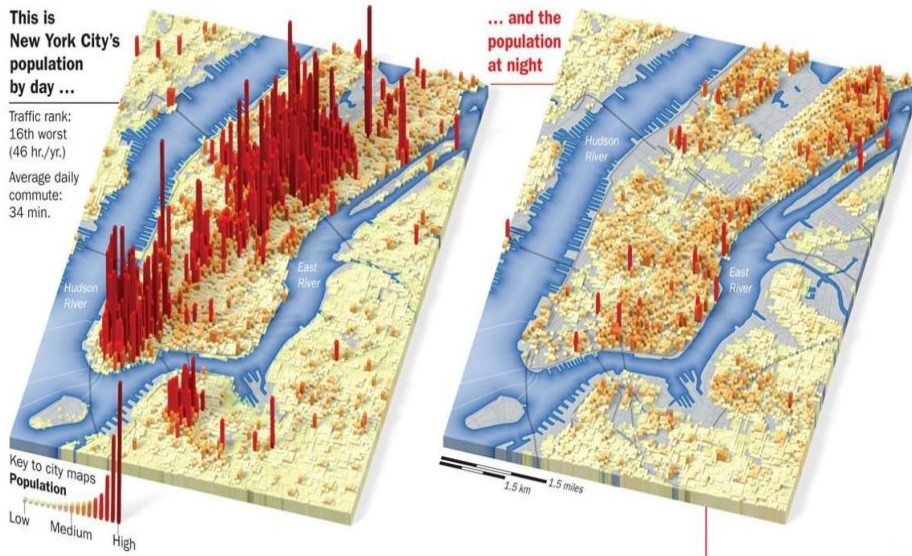 This is
New York City's
population
by day ...
Traffic rank:
16th worst
(46 hr./yr.)
Average daily
commute:
34 min.
Hudson
River
East
River
Key to city maps
Population
Low
Medium
High
... and the
population
at night
Hudson
River
East
River
1.5 km
1.5 miles